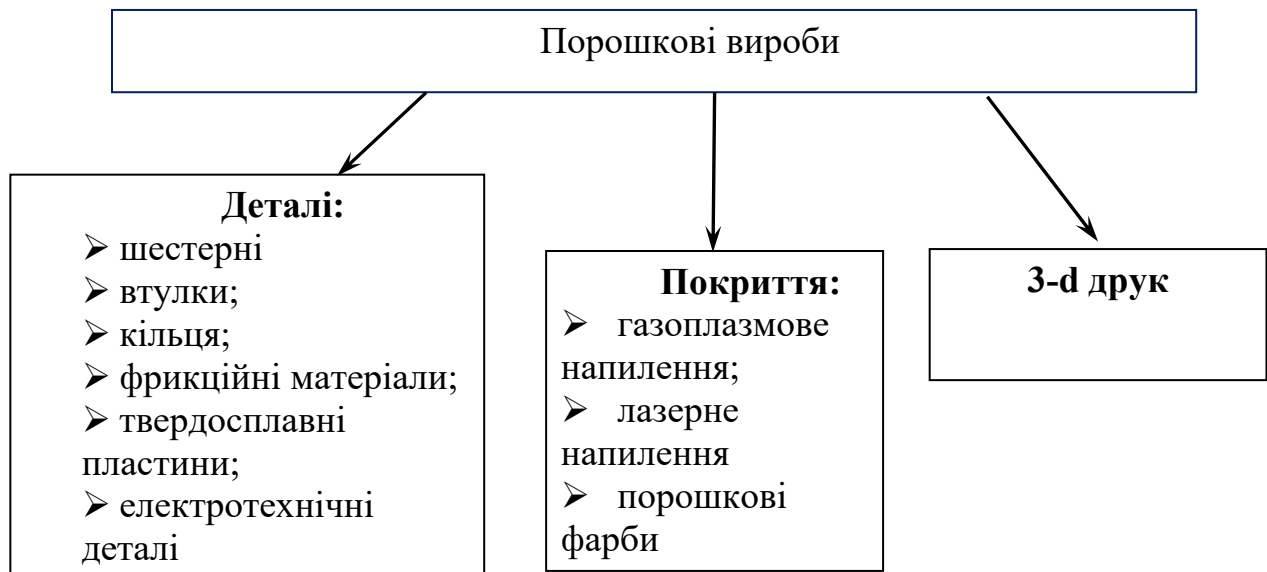 Порошкові вироби
Деталі:
➢ шестерні
➢ втулки;
➢ кільця;
➢ фрикційні матеріали;
➢ твердосплавні
пластини;
➢ електротехнічні
деталі
Покриття:
➢ газоплазмове
напилення;
➢ лазерне
напилення
➢ порошкові
фарби
3-d друк